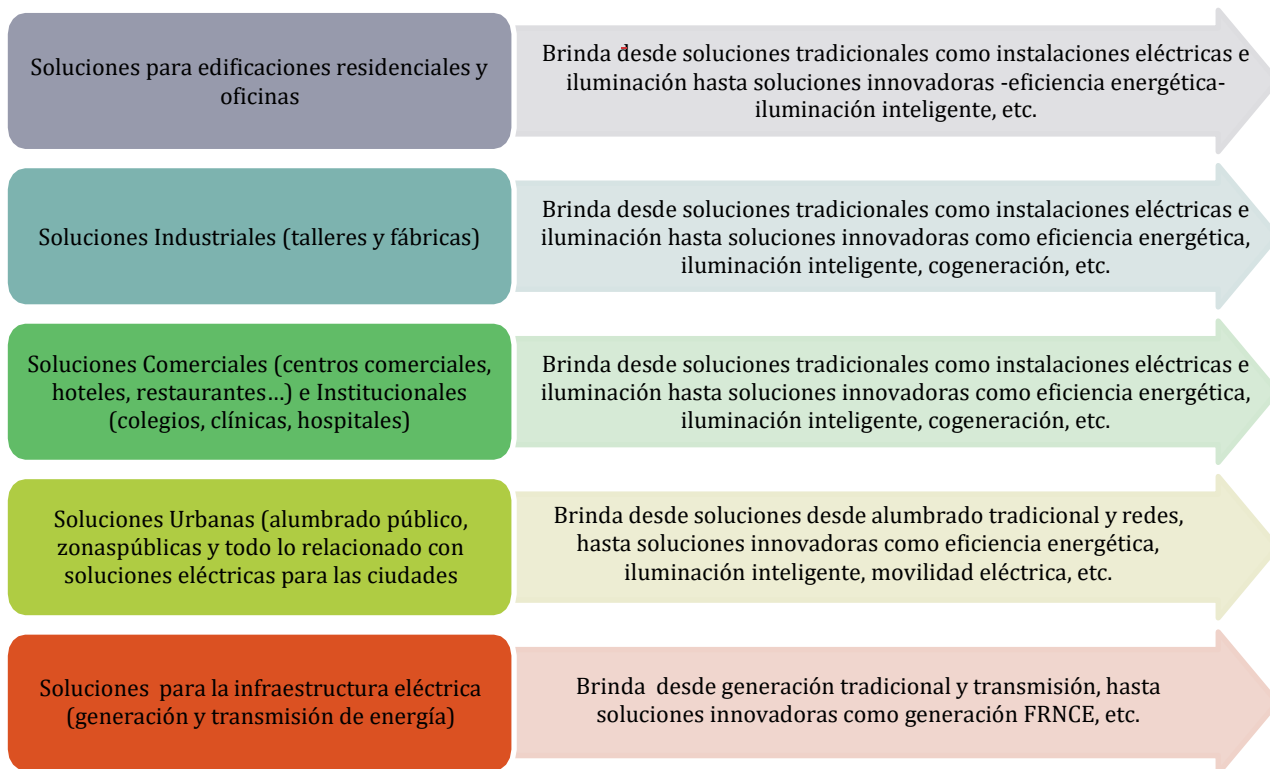 Soluciones para edificaciones residenciales y
oficinas
Brinda desde soluciones tradicionales como instalaciones eléctricas e
iluminación hasta soluciones innovadoras -eficiencia energética-
iluminación inteligente, etc.
Soluciones Industriales (talleres y fábricas)
Brinda desde soluciones tradicionales como instalaciones eléctricas e
iluminación hasta soluciones innovadoras como eficiencia energética,
iluminación inteligente, cogeneración, etc.
Soluciones Comerciales (centros comerciales,
hoteles, restaurantes...) e Institucionales
(colegios, clínicas, hospitales)
Brinda desde soluciones tradicionales como instalaciones eléctricas e
iluminación hasta soluciones innovadoras como eficiencia energética,
iluminación inteligente, cogeneración, etc.
Soluciones Urbanas (alumbrado público,
zonaspúblicas y todo lo relacionado con
soluciones eléctricas para las ciudades
Brinda desde soluciones desde alumbrado tradicional y redes,
hasta soluciones innovadoras como eficiencia energética,
iluminación inteligente, movilidad eléctrica, etc.
Soluciones para la infraestructura eléctrica
(generación y transmisión de energía)
Brinda desde generación tradicional y transmisión, hasta
soluciones innovadoras como generación FRNCE, etc.